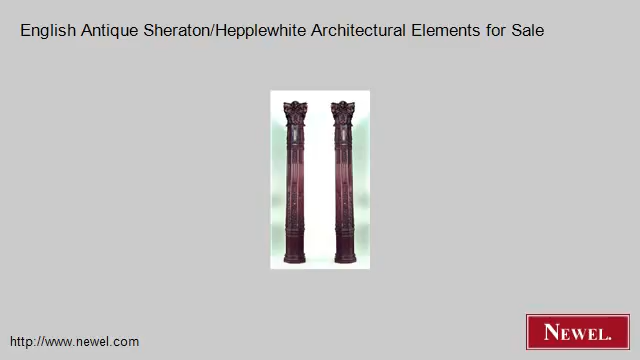 English Antique Sheraton/Hepplewhite Architectural Elements for Sale
http://www.newel.com
NEWEL.